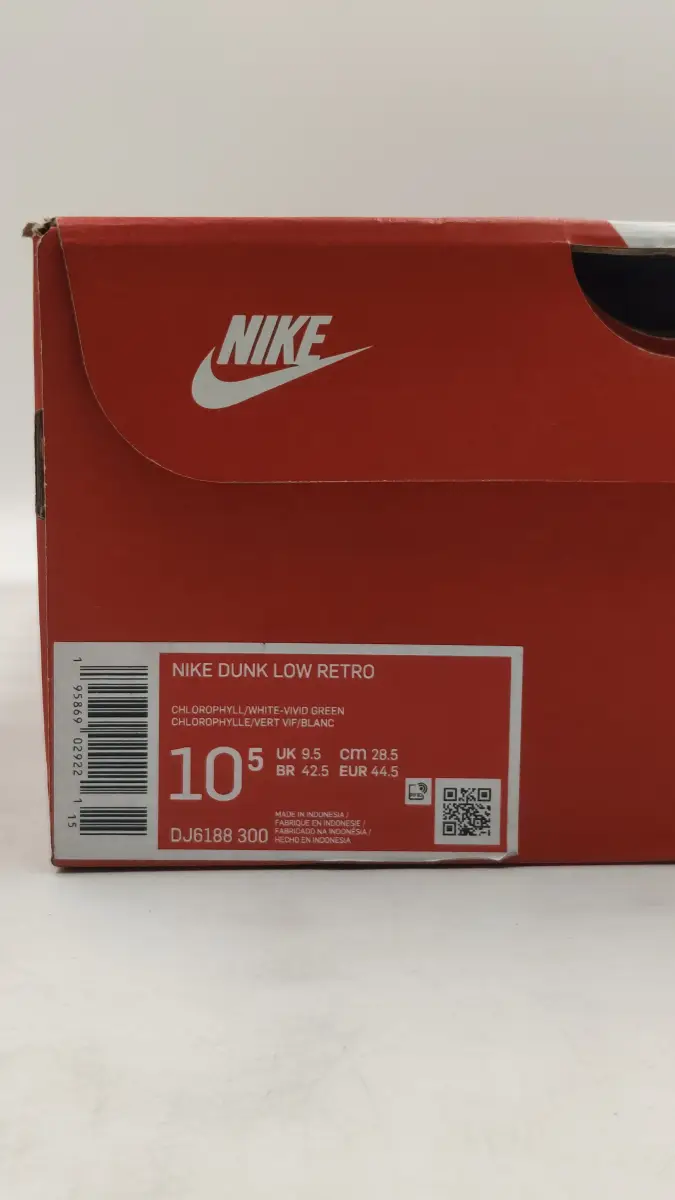 NIKE
NIKE DUNK LOW RETRO
CHLOROPHYLL/WHITE-VIVID GREEN
CHLOROPHYLLE/VERT VIF/BLANC
10 5
UK 9.5 cm 28.5
BR 42.5 EUR 44.5
DJ6188 300
MADE IN INDONESIA /
FABRIQUE EN INDONESIE /
FABRICADO NA INDONÉSIA /
HECHO EN INDONESIA
1 95869 02922 1 15